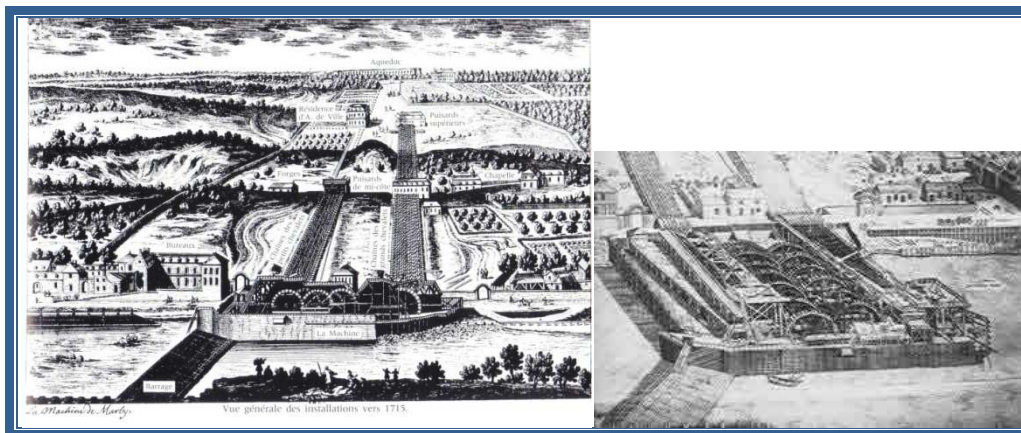 Aqueduc
Résidence
d'A. de Ville
Puisards
supérieurs
Forges
Puisards
de mi-côte
Chapelle
Bureaux
La Machine
Barrage
La Machine de Marly.
Vue générale des installations vers 1715.